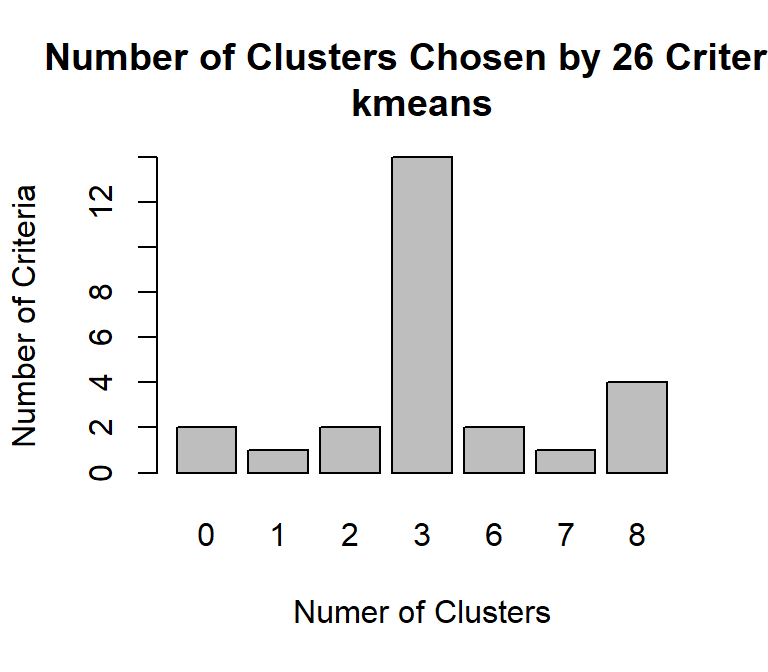 Number of Clusters Chosen by 26 Criter
kmeans
Number of Criteria
12
8
6
4
2
0
0 1 2 3 6 7 8
Numer of Clusters